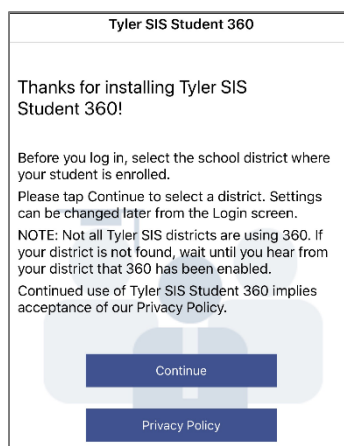 Tyler SIS Student 360
Thanks for installing Tyler SIS
Student 360!
Before you log in, select the school district where
your student is enrolled.
Please tap Continue to select a district. Settings
can be changed later from the Login screen.
NOTE: Not all Tyler SIS districts are using 360. If
your district is not found, wait until you hear from
your district that 360 has been enabled.
Continued use of Tyler SIS Student 360 implies
acceptance of our Privacy Policy.
Continue
Privacy Policy